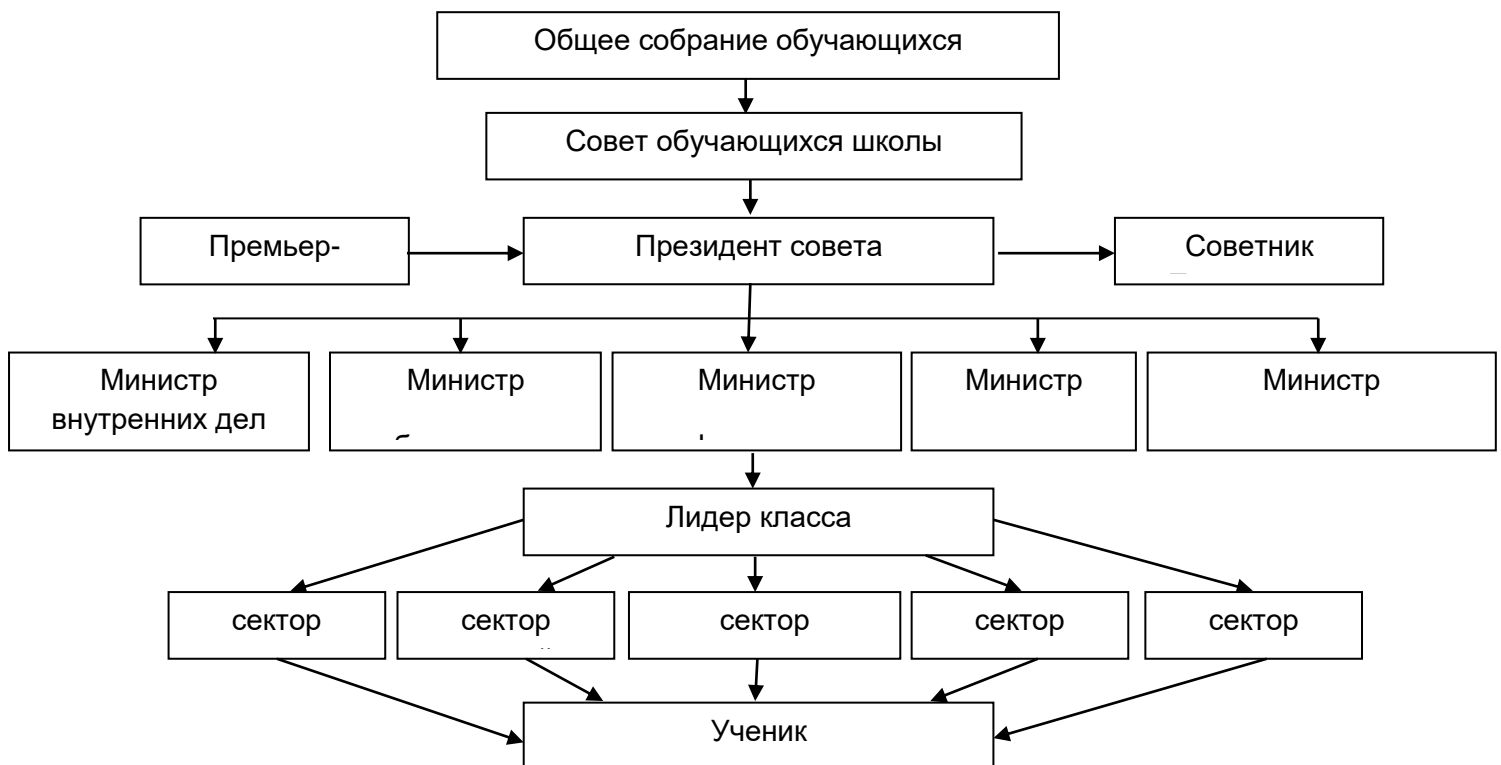 Общее собрание обучающихся
Совет обучающихся школы
Премьер-
Президент совета
Советник
Министр
внутренних дел
Министр
Министр
Министр
Министр
Лидер класса
сектор
сектор
сектор
сектор
сектор
Ученик